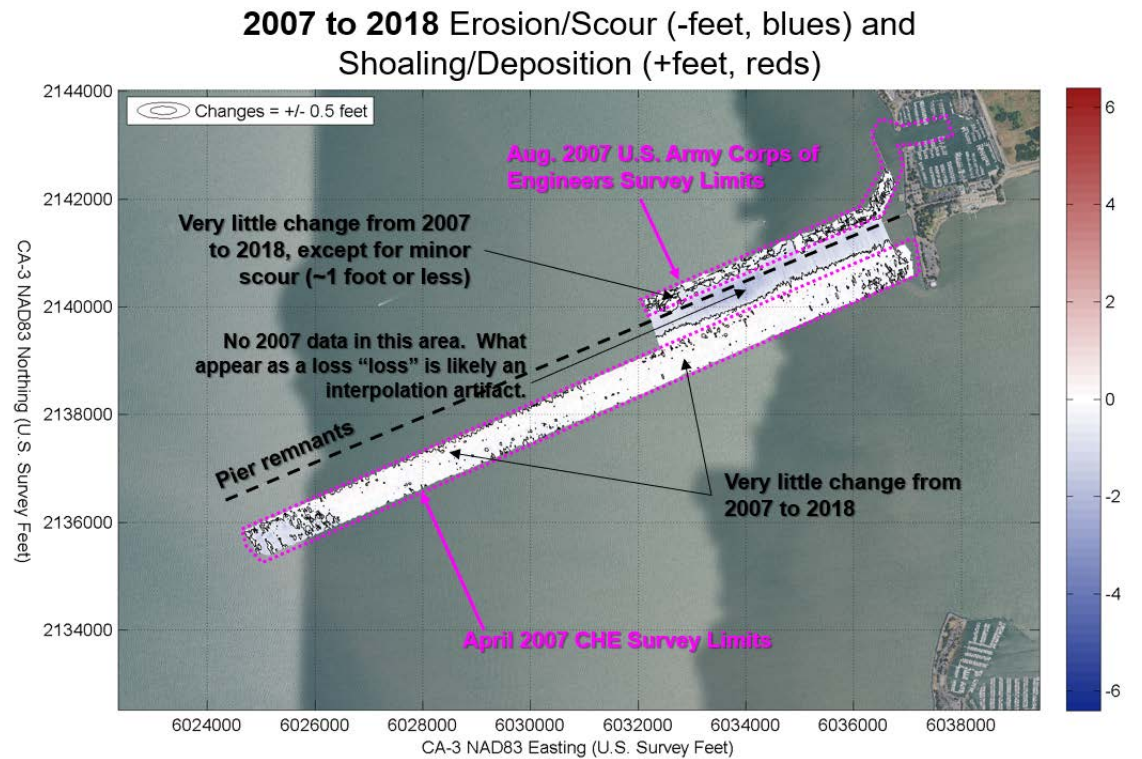 2007 to 2018 Erosion/Scour (-feet, blues) and
Shoaling/Deposition (+feet, reds)
Changes = +/- 0.5 feet
Aug. 2007 U.S. Army Corps of
Engineers Survey Limits
Very little change from 2007
to 2018, except for minor
scour (~1 foot or less)
No 2007 data in this area. What
appear as a loss “loss” is likely an
interpolation artifact.
Pier remnants
Very little change from
2007 to 2018
April 2007 CHE Survey Limits
CA-3 NAD83 Northing (U.S. Survey Feet)
2144000
2142000
2140000
2138000
2136000
2134000
6024000 6026000 6028000 6030000 6032000 6034000 6036000 6038000
CA-3 NAD83 Easting (U.S. Survey Feet)
6
4
2
0
-2
-4
-6